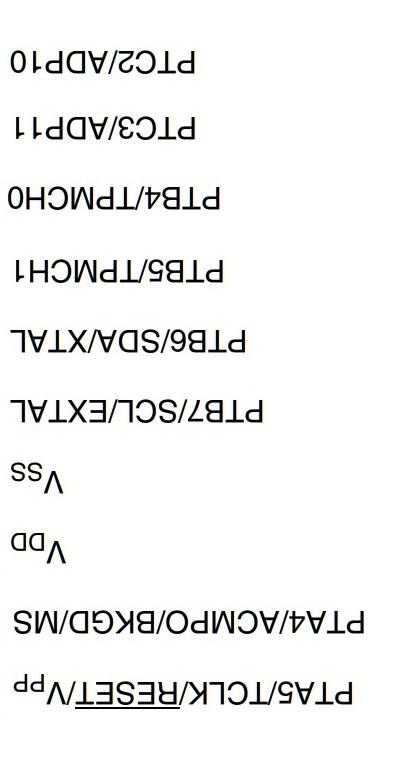 PTA5/TCLK/RESET/VPP
PTA4/ACMPO/BKGD/MS
VDD
VSS
PTB7/SCL/EXTAL
PTB6/SDA/XTAL
PTB5/TPMCH1
PTB4/TPMCH0
PTC3/ADP11
PTC2/ADP10